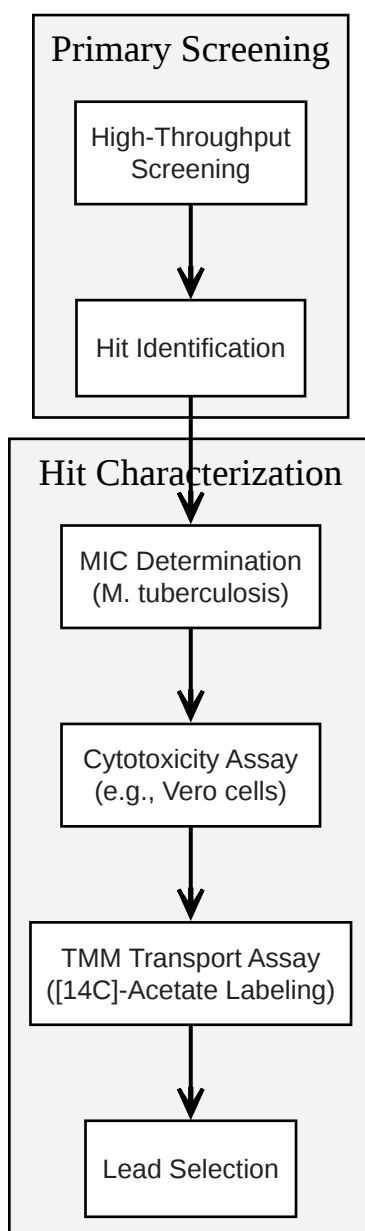 Primary Screening
High-Throughput
Screening
Hit Identification
Hit Characterization
MIC Determination
(M. tuberculosis)
Cytotoxicity Assay
(e.g., Vero cells)
TMM Transport Assay
([14C]-Acetate Labeling)
Lead Selection